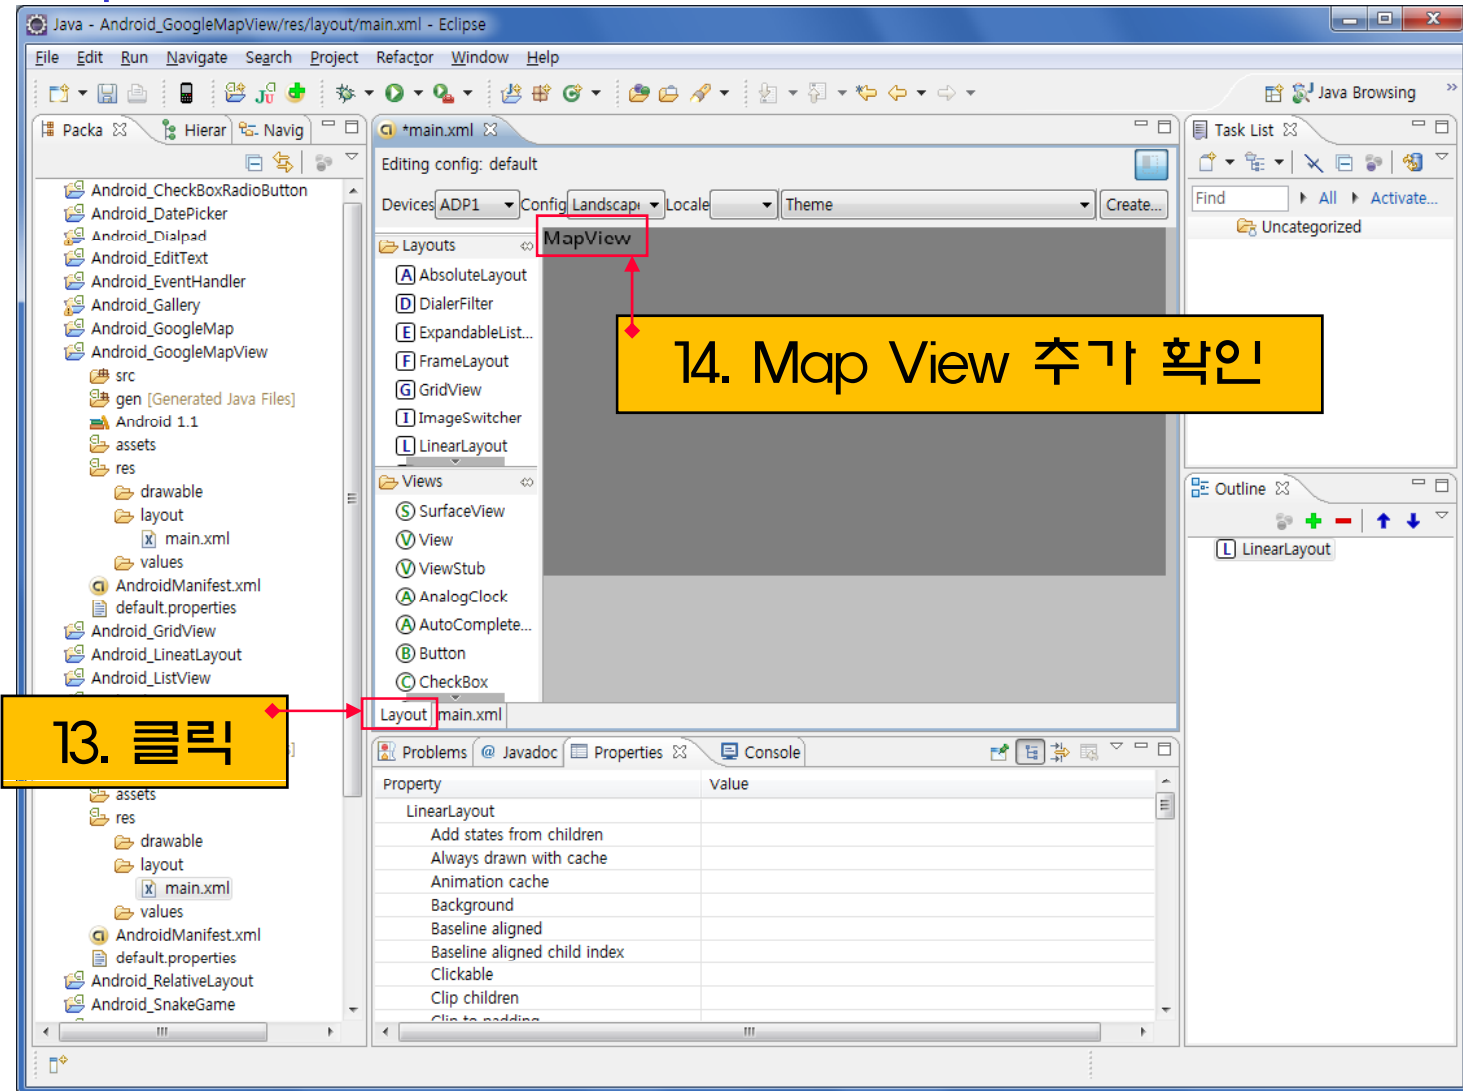 Java - Android_GoogleMapView/res/layout/main.xml - Eclipse
File Edit Run Navigate Search Project Refactor Window Help
Java Browsing
Packa
Hierar
Navig
Android_CheckBoxRadioButton
Android_DatePicker
Android_Dialpad
Android_EditText
Android_EventHandler
Android_Gallery
Android_GoogleMap
Android_GoogleMapView
src
gen [Generated Java Files]
Android 1.1
assets
res
drawable
layout
main.xml
values
AndroidManifest.xml
default.properties
Android_GridView
Android_LineatLayout
Android_ListView
13. 클릭
assets
res
drawable
layout
main.xml
values
AndroidManifest.xml
default.properties
Android_RelativeLayout
Android_SnakeGame
*main.xml
Editing config: default
Devices ADP1 Config Landscap Locale Theme Create...
Layouts
AbsoluteLayout
DialerFilter
ExpandableList...
FrameLayout
GridView
ImageSwitcher
LinearLayout
Views
SurfaceView
View
ViewStub
AnalogClock
AutoComplete...
Button
CheckBox
MapView
14. Map View 추가 확인
Layout main.xml
Problems @ Javadoc Properties Console
Property Value
LinearLayout
Add states from children
Always drawn with cache
Animation cache
Background
Baseline aligned
Baseline aligned child index
Clickable
Clip children
Clip to padding
Task List
Find All Activate...
Uncategorized
Outline
LinearLayout